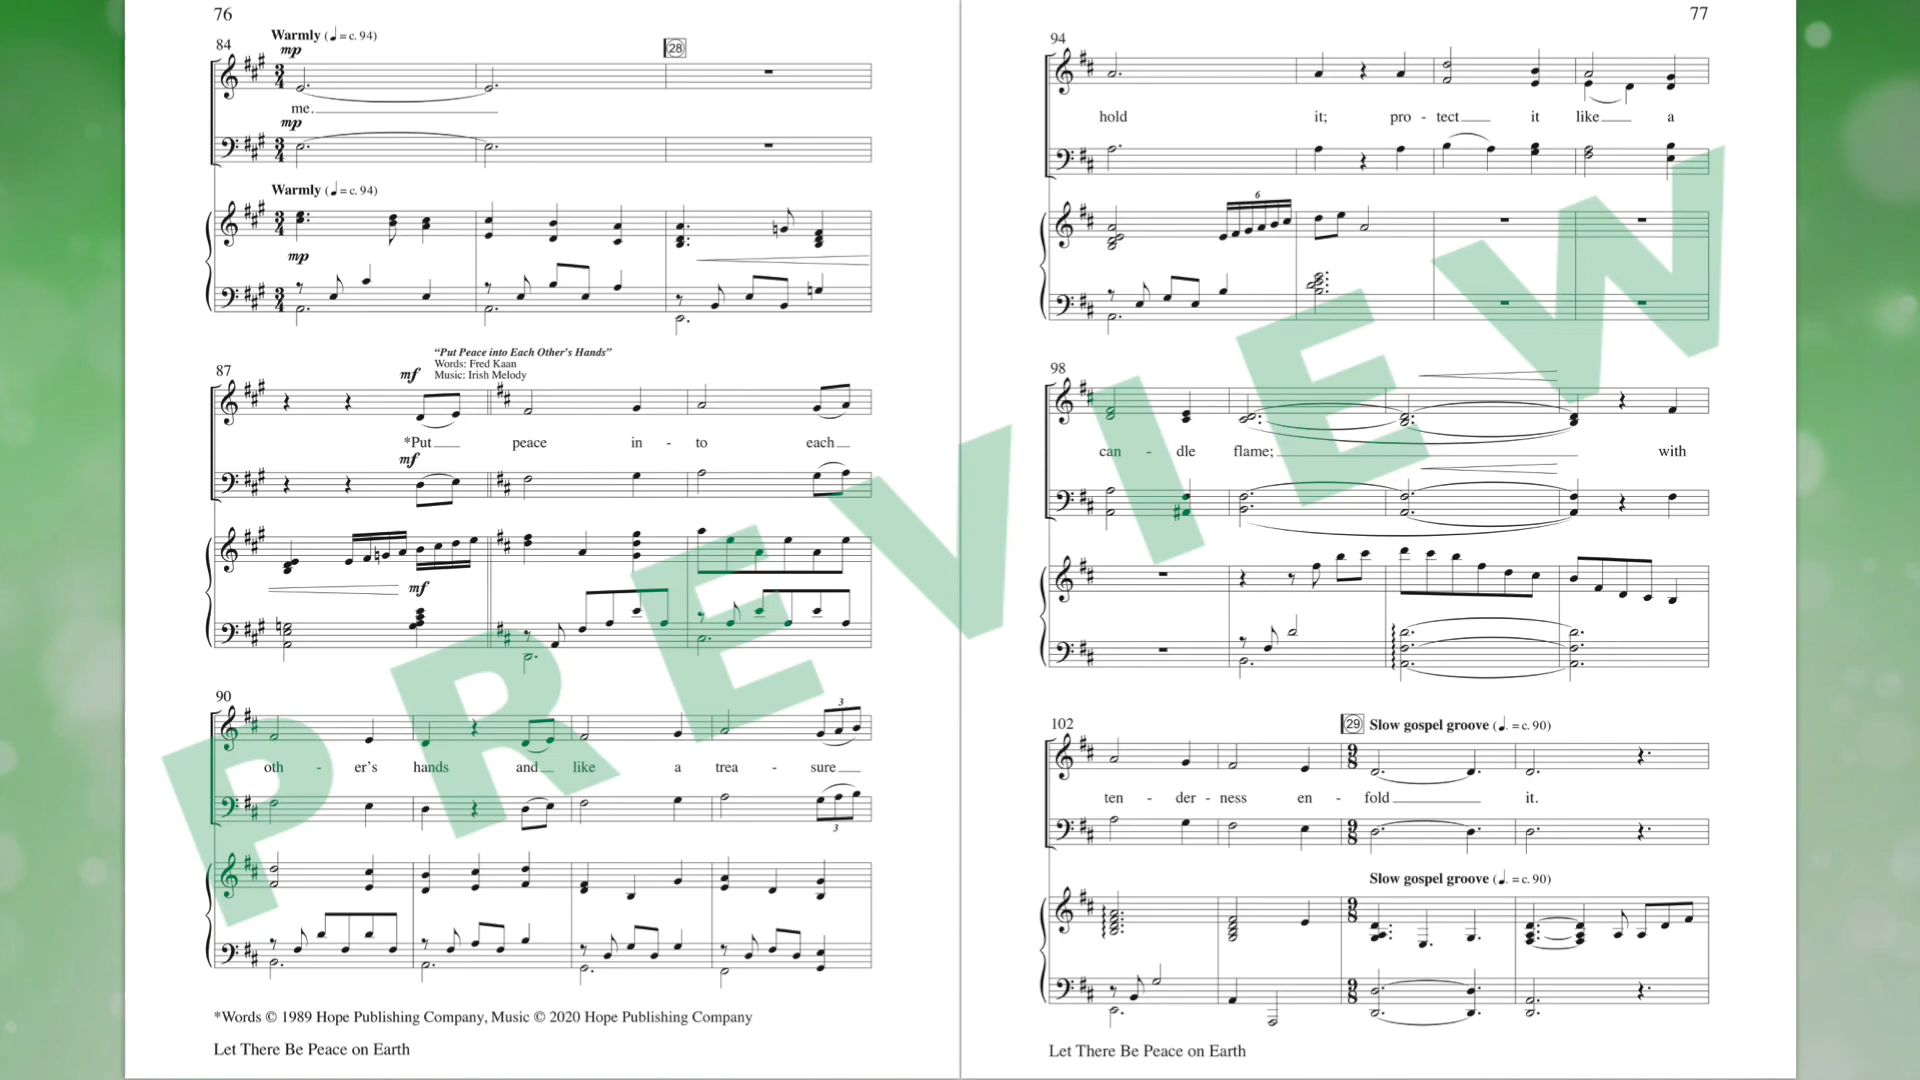 76
84
Warmly (♩ = c. 94)
mp
28
me.
mp
Warmly (♩ = c. 94)
mp
"Put Peace into Each Other's Hands"
Words: Fred Kaan
Music: Irish Melody
87
mf
*Put peace in - to each
mf
mf
90
3
oth - er's hands and like a trea - sure
3
*Words © 1989 Hope Publishing Company, Music © 2020 Hope Publishing Company
Let There Be Peace on Earth
77
94
hold it; pro - tect it like a
6
98
can - dle flame; with
102
29 Slow gospel groove (♩. = c. 90)
ten - der - ness en - fold it.
Slow gospel groove (♩. = c. 90)
Let There Be Peace on Earth
PREVIEW